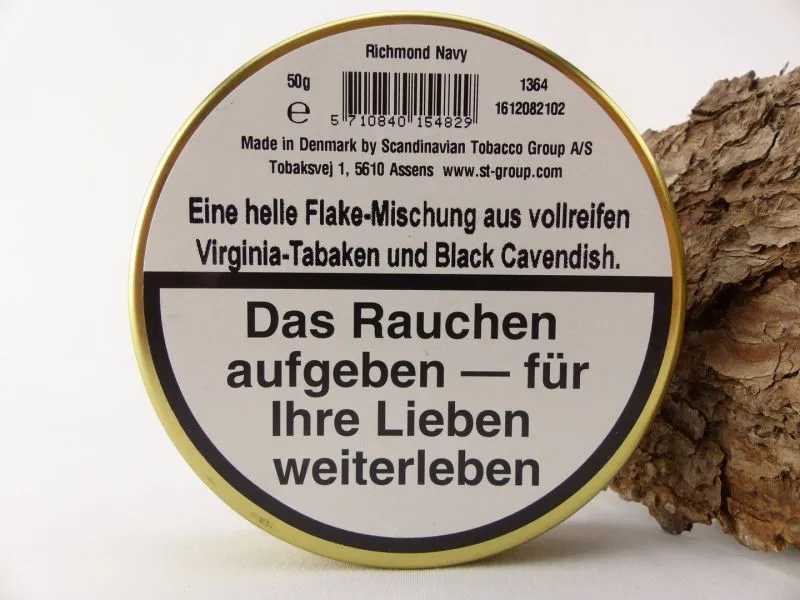 Richmond Navy
50g 1364
e 1612082102
5 710840 154829
Made in Denmark by Scandinavian Tobacco Group A/S
Tobaksvej 1, 5610 Assens www.st-group.com
Eine helle Flake-Mischung aus vollreifen
Virginia-Tabaken und Black Cavendish.
Das Rauchen
aufgeben — für
Ihre Lieben
weiterleben